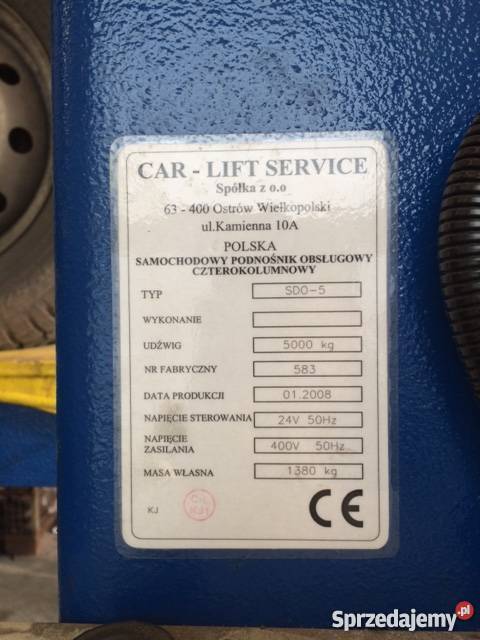 CAR - LIFT SERVICE
Spółka z o.o
63 - 400 Ostrów Wielkopolski
ul.Kamienna 10A
POLSKA
SAMOCHODOWY PODNOŚNIK OBSŁUGOWY
CZTEROKOLUMNOWY
TYP SDO-5
WYKONANIE
UDŹWIG 5000 kg
NR FABRYCZNY 583
DATA PRODUKCJI 01.2008
NAPIĘCIE STEROWANIA 24V 50Hz
NAPIĘCIE
ZASILANIA 400V 50Hz
MASA WŁASNA 1380 kg
KJ
CE
Sprzedajemy.pl